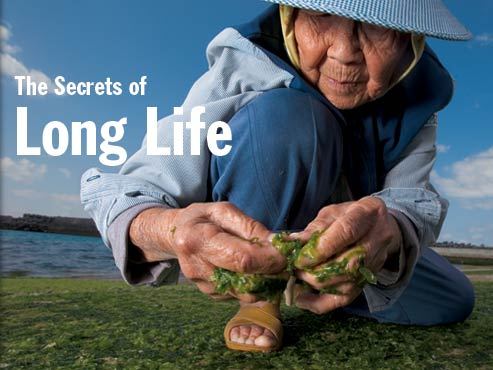 The Secrets of
Long Life